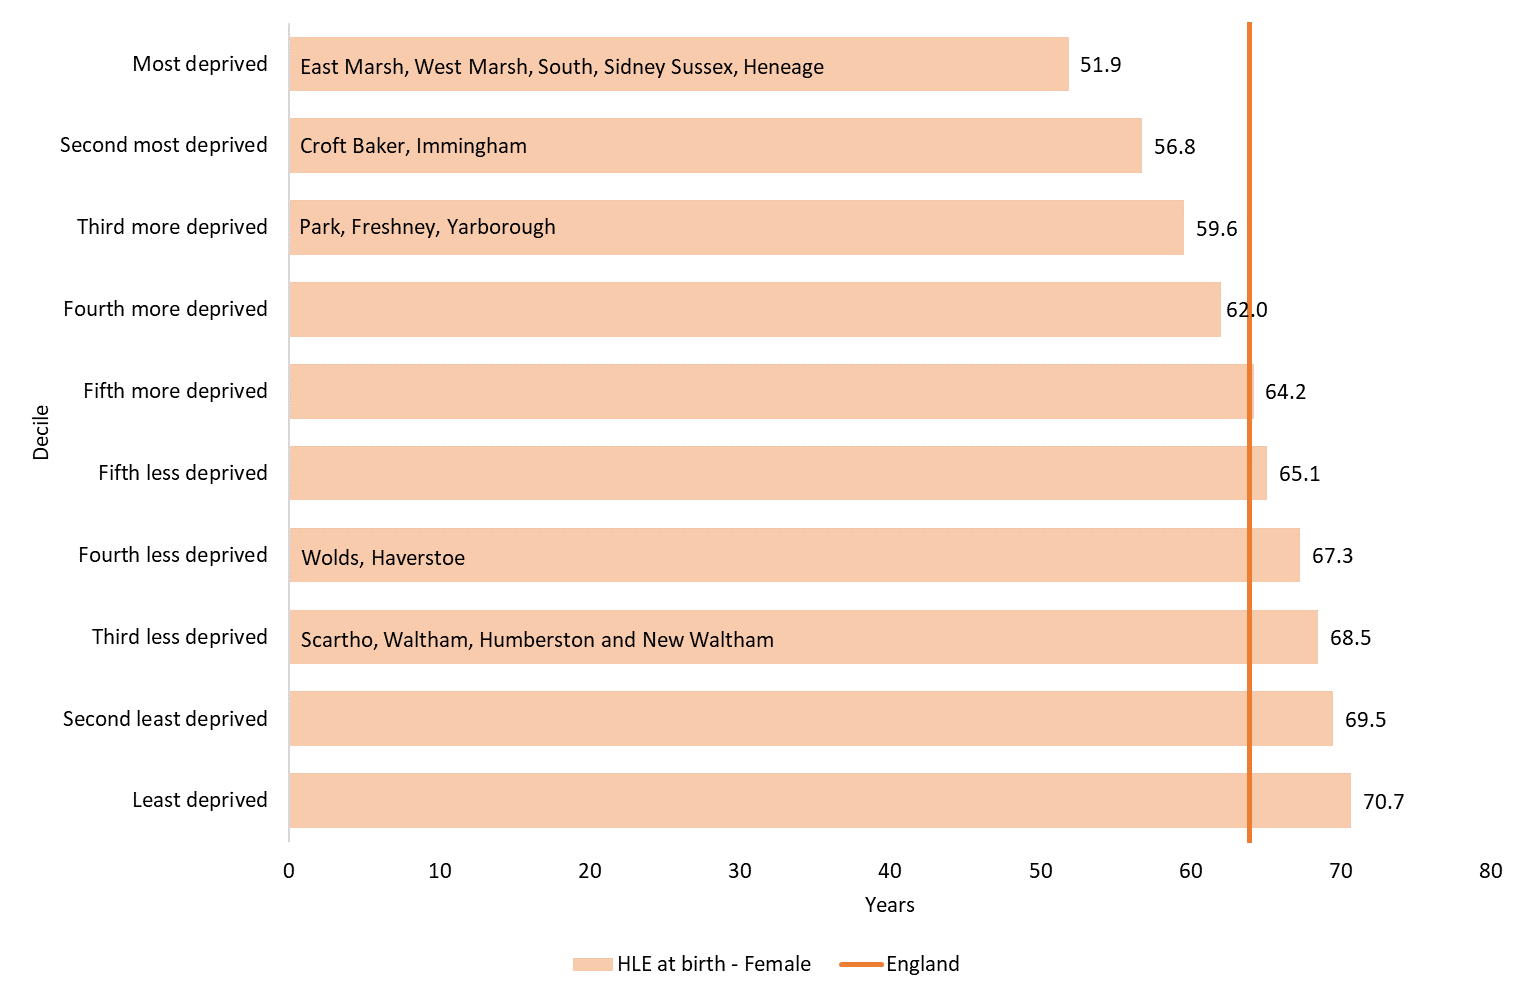 Most deprived
East Marsh, West Marsh, South, Sidney Sussex, Heneage
51.9
Second most deprived
Croft Baker, Immingham
56.8
Third more deprived
Park, Freshney, Yarborough
59.6
Fourth more deprived
62.0
Fifth more deprived
64.2
Decile
Fifth less deprived
65.1
Fourth less deprived
Wolds, Haverstoe
67.3
Third less deprived
Scartho, Waltham, Humberston and New Waltham
68.5
Second least deprived
69.5
Least deprived
70.7
0 10 20 30 40 50 60 70 80
Years
HLE at birth - Female
England